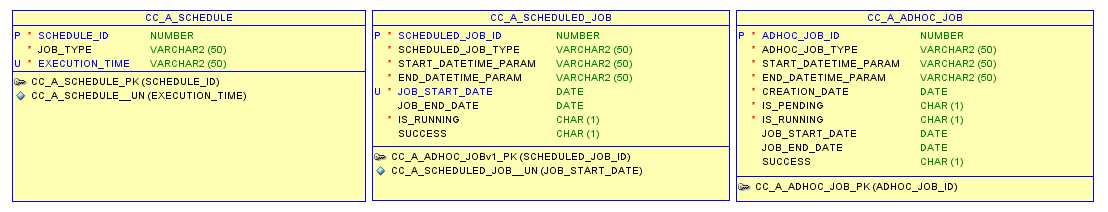 CC_A_SCHEDULE
P * SCHEDULE_ID NUMBER
* JOB_TYPE VARCHAR2 (50)
U * EXECUTION_TIME VARCHAR2 (50)
CC_A_SCHEDULE_PK (SCHEDULE_ID)
CC_A_SCHEDULE__UN (EXECUTION_TIME)
CC_A_SCHEDULED_JOB
P * SCHEDULED_JOB_ID NUMBER
* SCHEDULED_JOB_TYPE VARCHAR2 (50)
* START_DATETIME_PARAM VARCHAR2 (50)
* END_DATETIME_PARAM VARCHAR2 (50)
U * JOB_START_DATE DATE
JOB_END_DATE DATE
* IS_RUNNING CHAR (1)
SUCCESS CHAR (1)
CC_A_ADHOC_JOBv1_PK (SCHEDULED_JOB_ID)
CC_A_SCHEDULED_JOB__UN (JOB_START_DATE)
CC_A_ADHOC_JOB
P * ADHOC_JOB_ID NUMBER
* ADHOC_JOB_TYPE VARCHAR2 (50)
* START_DATETIME_PARAM VARCHAR2 (50)
* END_DATETIME_PARAM VARCHAR2 (50)
* CREATION_DATE DATE
* IS_PENDING CHAR (1)
* IS_RUNNING CHAR (1)
JOB_START_DATE DATE
JOB_END_DATE DATE
SUCCESS CHAR (1)
CC_A_ADHOC_JOB_PK (ADHOC_JOB_ID)